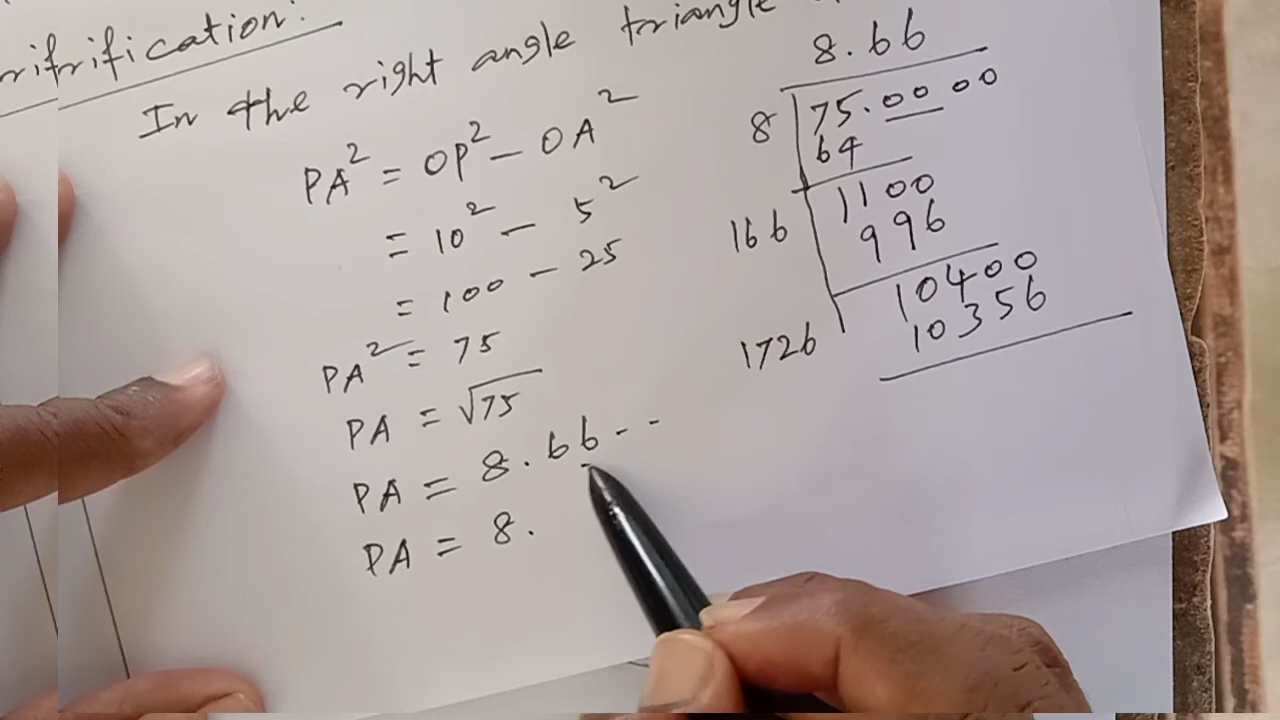 rifrification:
In the right angle triangle
PA² = OP² - OA²
= 10² - 5²
= 100 - 25
PA² = 75
PA = √75
PA = 8.66--
PA = 8.
8.66
8 75.00 00
64
166 1100
996
1726 10400
10356